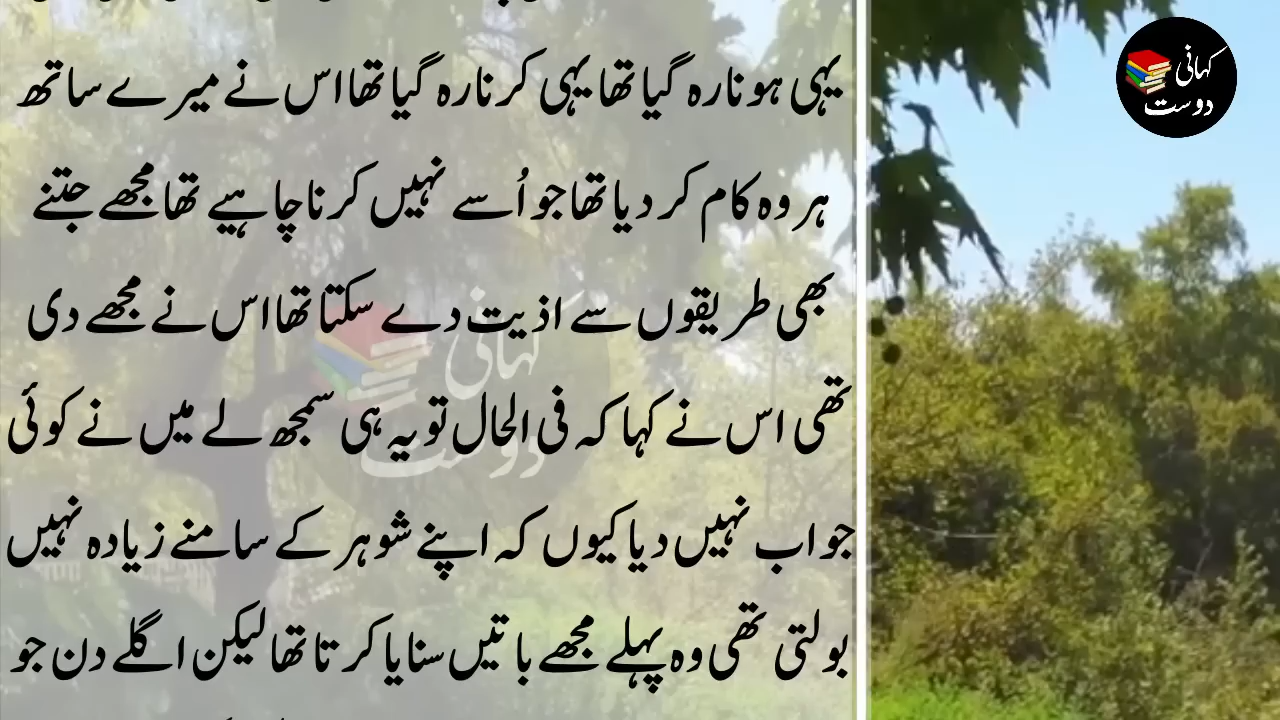 یہی ہونا رہ گیا تھا یہی کرنا رہ گیا تھا اس نے میرے ساتھ
ہر وہ کام کر دیا تھا جو اُسے نہیں کرنا چاہیے تھا مجھے جتنے
بھی طریقوں سے اذیت دے سکتا تھا اس نے مجھے دی
تھی اس نے کہا کہ فی الحال تو یہ ہی سمجھ لے میں نے کوئی
جواب نہیں دیا کیوں کہ اپنے شوہر کے سامنے زیادہ نہیں
بولتی تھی وہ پہلے مجھے باتیں سنایا کرتا تھا لیکن اگلے دن جو
کہانی
دوست
کہانی
دوست